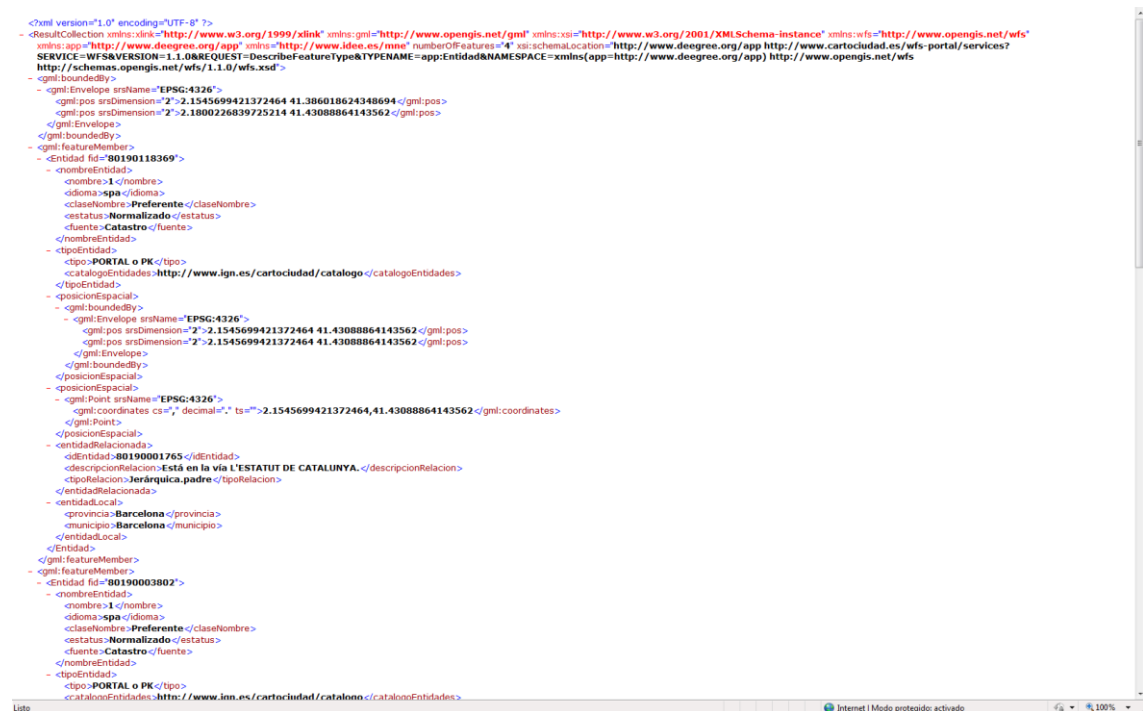 <?xml version="1.0" encoding="UTF-8" ?>
- <ResultCollection xmlns:xlink="http://www.w3.org/1999/xlink" xmlns:gml="http://www.opengis.net/gml" xmlns:xsi="http://www.w3.org/2001/XMLSchema-instance" xmlns:wfs="http://www.opengis.net/wfs"
xmlns:app="http://www.deegree.org/app" xmlns="http://www.idee.es/mne" numberOfFeatures="4" xsi:schemaLocation="http://www.deegree.org/app http://www.cartociudad.es/wfs-portal/services?
SERVICE=WFS&VERSION=1.1.0&REQUEST=DescribeFeatureType&TYPENAME=app:Entidad&NAMESPACE=xmlns(app=http://www.deegree.org/app) http://www.opengis.net/wfs
http://schemas.opengis.net/wfs/1.1.0/wfs.xsd">
- <gml:boundedBy>
- <gml:Envelope srsName="EPSG:4326">
<gml:pos srsDimension="2">2.1545699421372464 41.386018624348694</gml:pos>
<gml:pos srsDimension="2">2.1800226839725214 41.43088864143562</gml:pos>
</gml:Envelope>
</gml:boundedBy>
- <gml:featureMember>
- <Entidad fid="80190118369">
- <nombreEntidad>
<nombre>1</nombre>
<idioma>spa</idioma>
<claseNombre>Preferente</claseNombre>
<estatus>Normalizado</estatus>
<fuente>Catastro</fuente>
</nombreEntidad>
- <tipoEntidad>
<tipo>PORTAL o PK</tipo>
<catalogoEntidades>http://www.ign.es/cartociudad/catalogo</catalogoEntidades>
</tipoEntidad>
- <posicionEspacial>
- <gml:boundedBy>
- <gml:Envelope srsName="EPSG:4326">
<gml:pos srsDimension="2">2.1545699421372464 41.43088864143562</gml:pos>
<gml:pos srsDimension="2">2.1545699421372464 41.43088864143562</gml:pos>
</gml:Envelope>
</gml:boundedBy>
</posicionEspacial>
- <posicionEspacial>
- <gml:Point srsName="EPSG:4326">
<gml:coordinates cs="," decimal="." ts="">2.1545699421372464,41.43088864143562</gml:coordinates>
</gml:Point>
</posicionEspacial>
- <entidadRelacionada>
<idEntidad>80190001765</idEntidad>
<descripcionRelacion>Está en la vía L'ESTATUT DE CATALUNYA.</descripcionRelacion>
<tipoRelacion>Jerárquica.padre</tipoRelacion>
</entidadRelacionada>
- <entidadLocal>
<provincia>Barcelona</provincia>
<municipio>Barcelona</municipio>
</entidadLocal>
</Entidad>
</gml:featureMember>
- <gml:featureMember>
- <Entidad fid="80190003802">
- <nombreEntidad>
<nombre>1</nombre>
<idioma>spa</idioma>
<claseNombre>Preferente</claseNombre>
<estatus>Normalizado</estatus>
<fuente>Catastro</fuente>
</nombreEntidad>
- <tipoEntidad>
<tipo>PORTAL o PK</tipo>
<catalogoEntidades>http://www.ign.es/cartociudad/catalogo</catalogoEntidades>
Listo Internet | Modo protegido: activado 100%